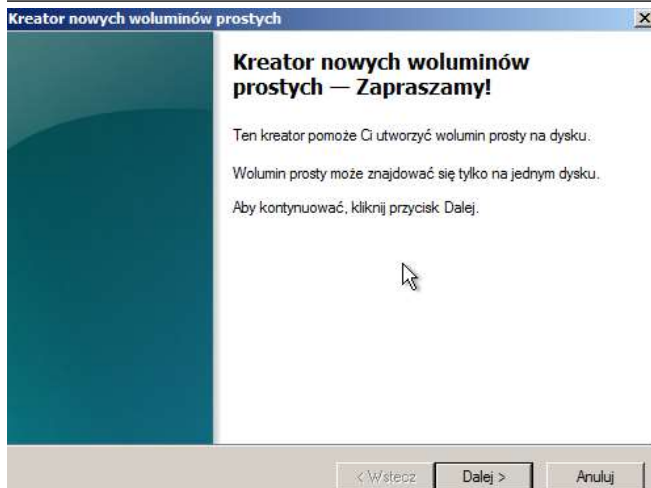 Kreator nowych woluminów prostych
Kreator nowych woluminów
prostych — Zapraszamy!
Ten kreator pomoże Ci utworzyć wolumin prosty na dysku.
Wolumin prosty może znajdować się tylko na jednym dysku.
Aby kontynuować, kliknij przycisk Dalej.
< Wstecz Dalej > Anuluj